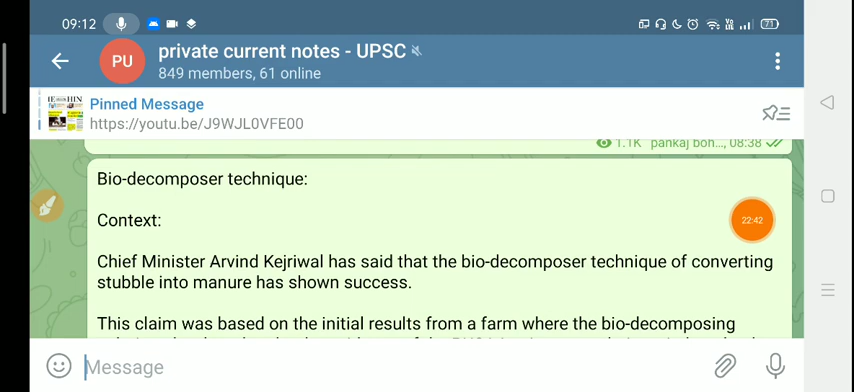 09:12
71
PU
private current notes - UPSC
849 members, 61 online
Pinned Message
https://youtu.be/J9WJL0VFE00
1.1K pankaj boh..., 08:38
Bio-decomposer technique:
Context:
22:42
Chief Minister Arvind Kejriwal has said that the bio-decomposer technique of converting
stubble into manure has shown success.
This claim was based on the initial results from a farm where the bio-decomposing
Message